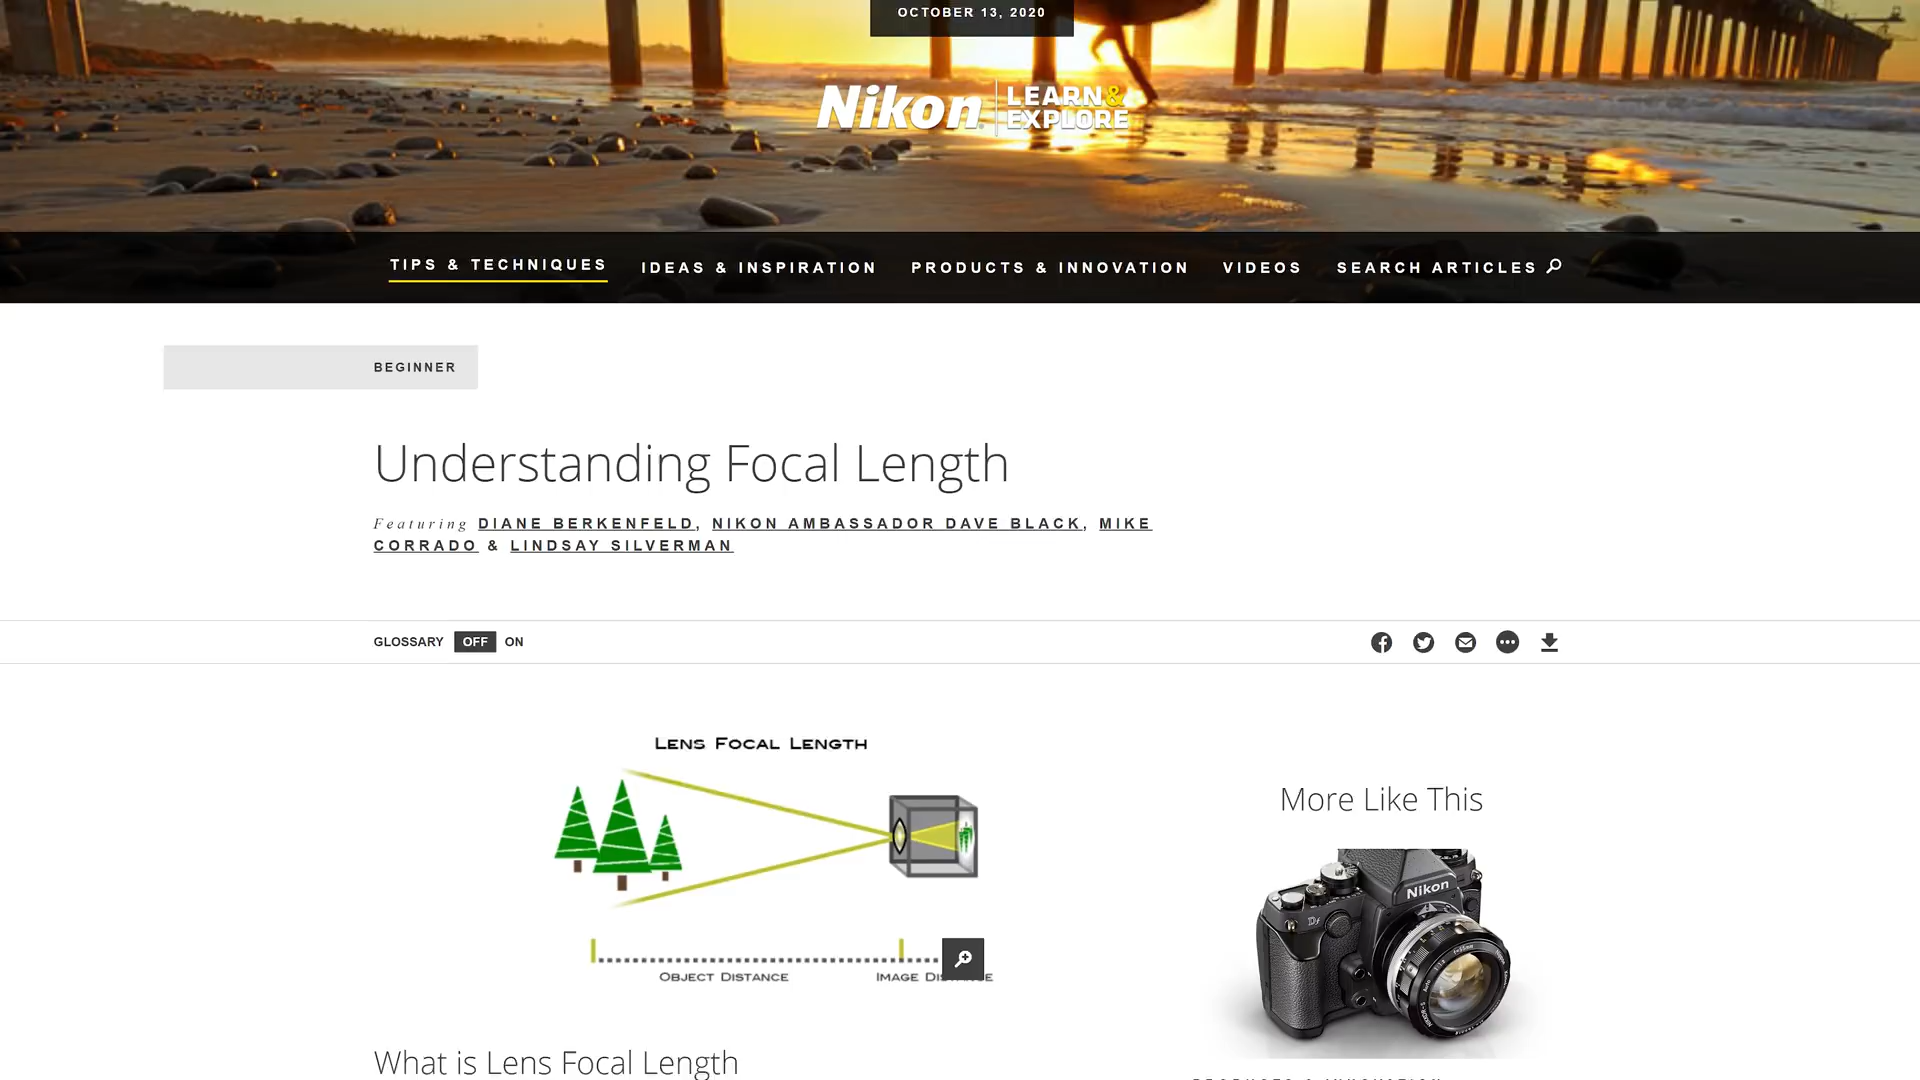 OCTOBER 13, 2020
Nikon LEARN &
EXPLORE
TIPS & TECHNIQUES IDEAS & INSPIRATION PRODUCTS & INNOVATION VIDEOS SEARCH ARTICLES
BEGINNER
Understanding Focal Length
Featuring DIANE BERKENFELD, NIKON AMBASSADOR DAVE BLACK, MIKE
CORRADO & LINDSAY SILVERMAN
GLOSSARY OFF ON
LENS FOCAL LENGTH
OBJECT DISTANCE IMAGE DI E
More Like This
Nikon
Df
What is Lens Focal Length